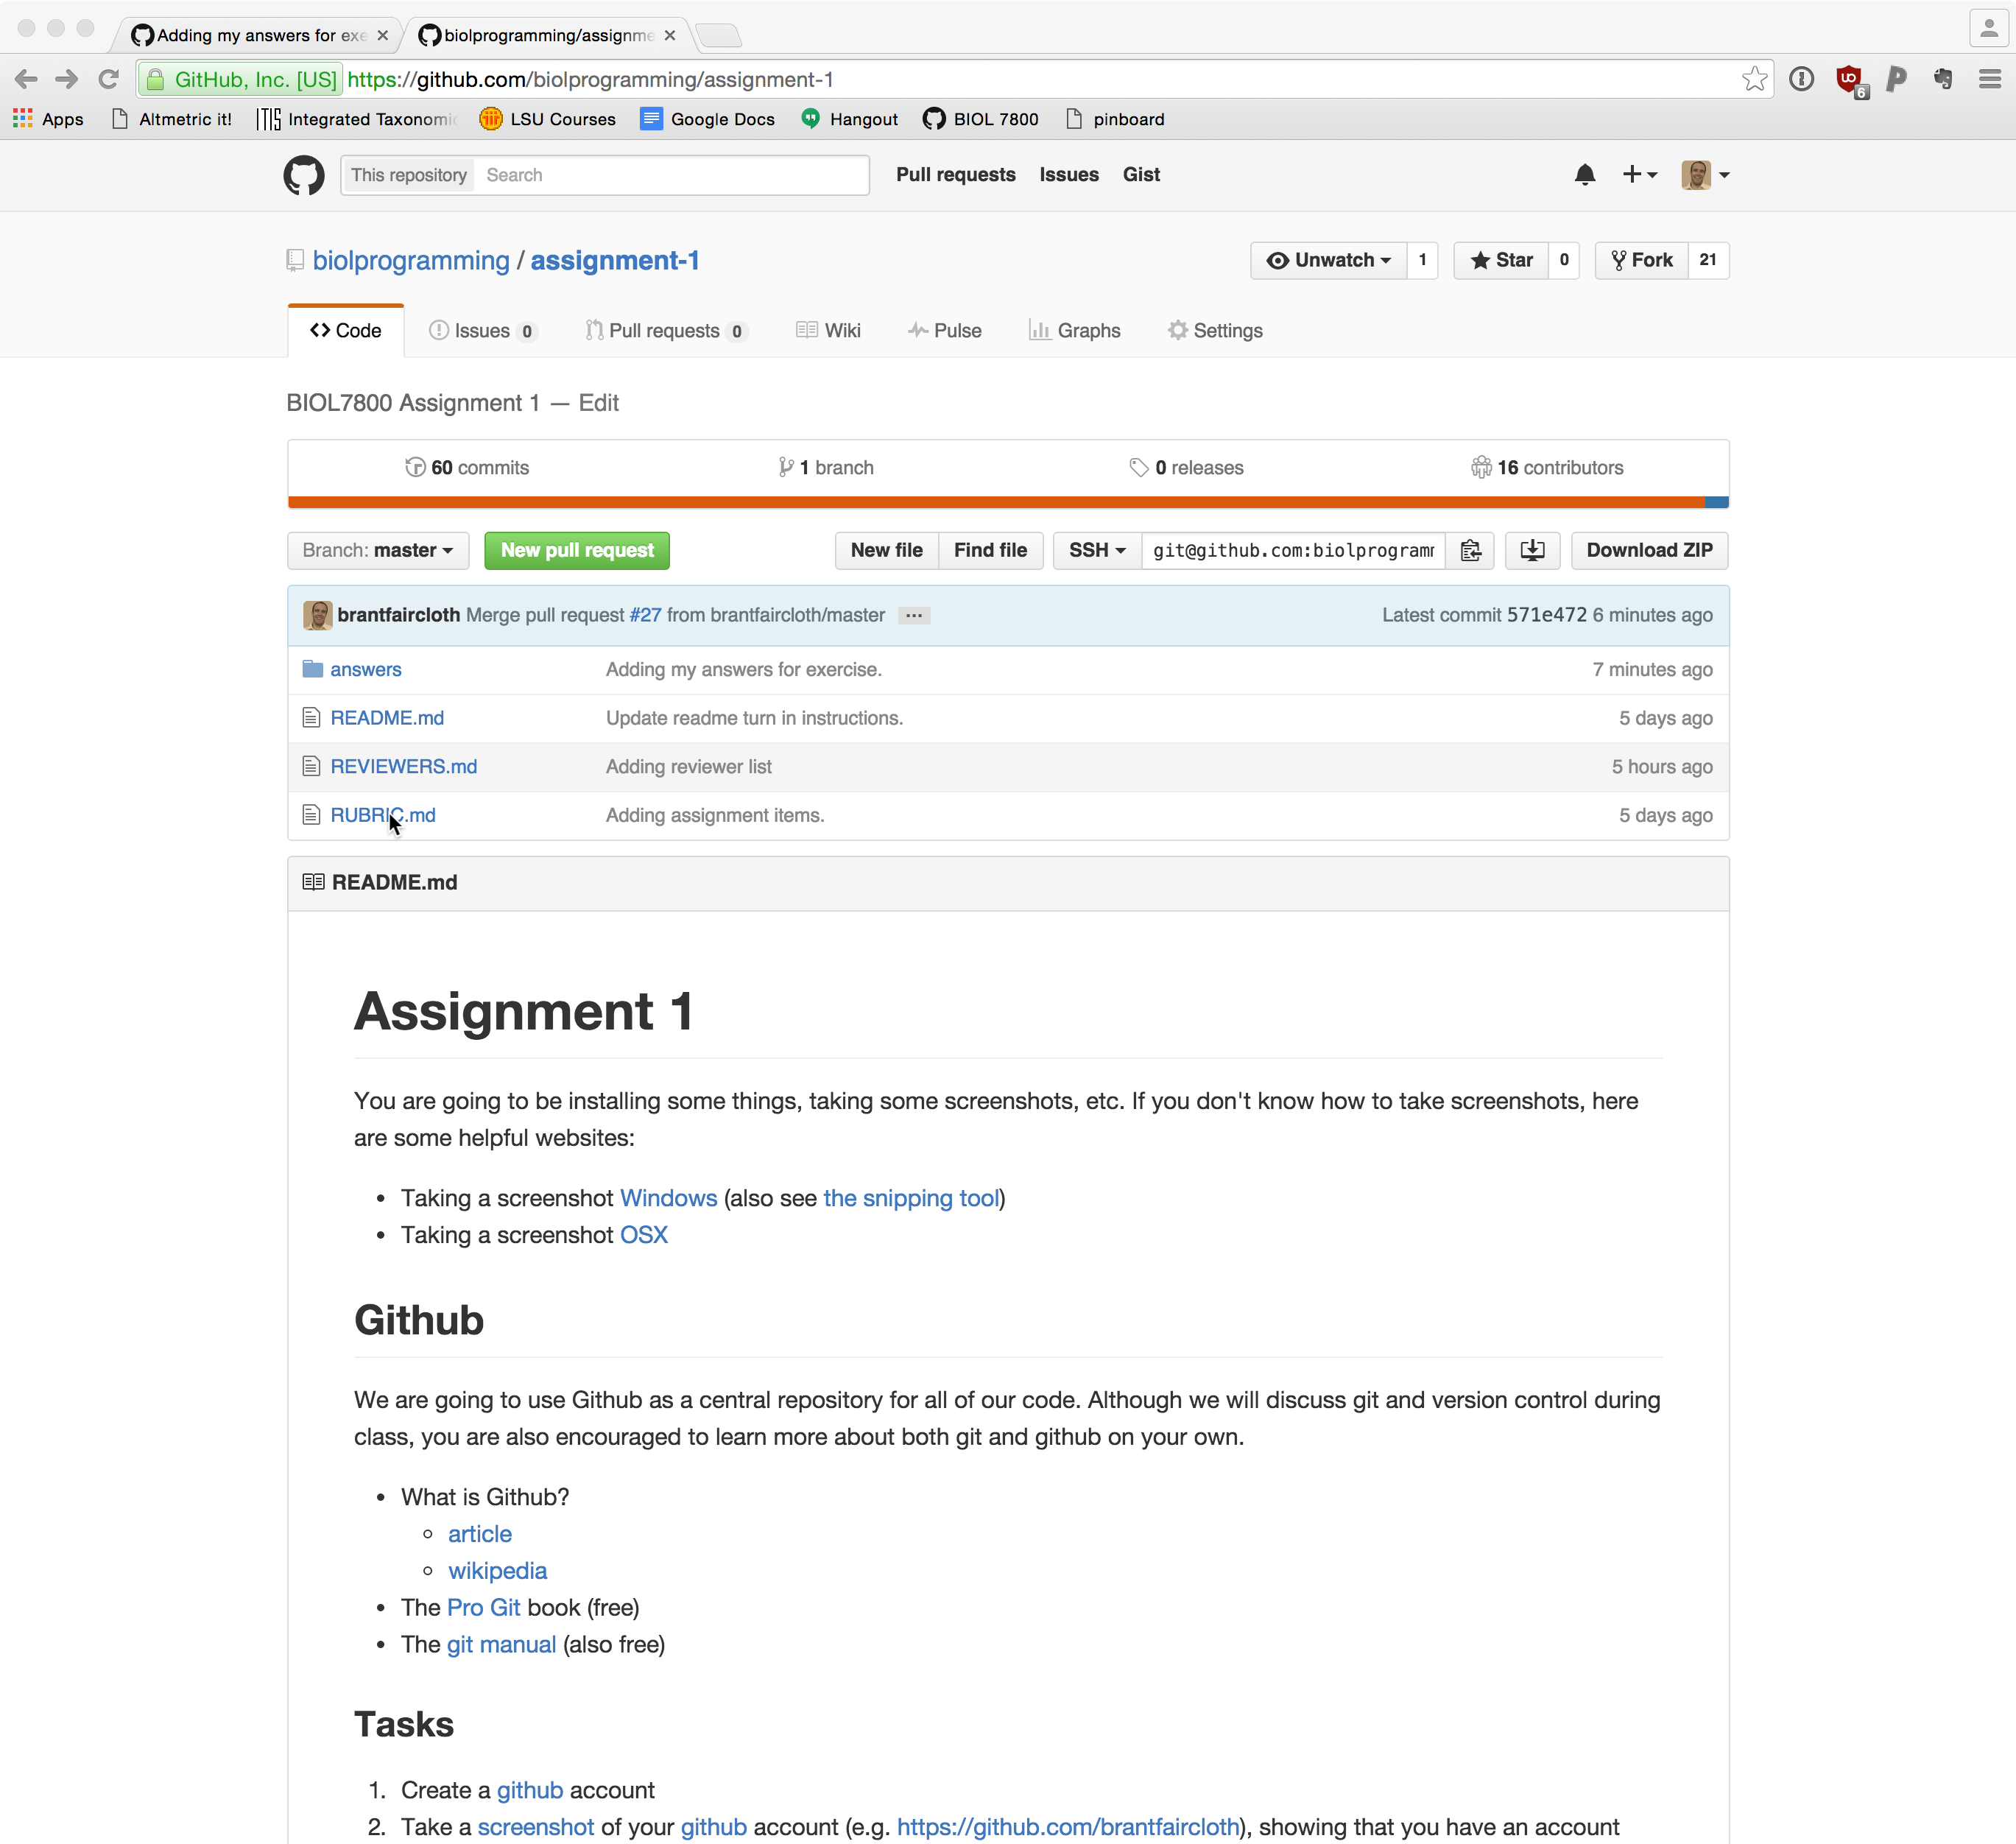 Adding my answers for exe
biolprogramming/assignme
GitHub, Inc. [US] https://github.com/biolprogramming/assignment-1
6
Apps Altmetric it! Integrated Taxonomic LSU Courses Google Docs Hangout BIOL 7800 pinboard
This repository Search Pull requests Issues Gist
biolprogramming / assignment-1
Unwatch 1 Star 0 Fork 21
Code Issues 0 Pull requests 0 Wiki Pulse Graphs Settings
BIOL7800 Assignment 1 — Edit
60 commits 1 branch 0 releases 16 contributors
Branch: master New pull request New file Find file SSH git@github.com:biolprogramm Download ZIP
brantfaircloth Merge pull request #27 from brantfaircloth/master ... Latest commit 571e472 6 minutes ago
answers Adding my answers for exercise. 7 minutes ago
README.md Update readme turn in instructions. 5 days ago
REVIEWERS.md Adding reviewer list 5 hours ago
RUBRIC.md Adding assignment items. 5 days ago
README.md
Assignment 1
You are going to be installing some things, taking some screenshots, etc. If you don't know how to take screenshots, here
are some helpful websites:
• Taking a screenshot Windows (also see the snipping tool)
• Taking a screenshot OSX
Github
We are going to use Github as a central repository for all of our code. Although we will discuss git and version control during
class, you are also encouraged to learn more about both git and github on your own.
• What is Github?
◦ article
◦ wikipedia
• The Pro Git book (free)
• The git manual (also free)
Tasks
1. Create a github account
2. Take a screenshot of your github account (e.g. https://github.com/brantfaircloth), showing that you have an account